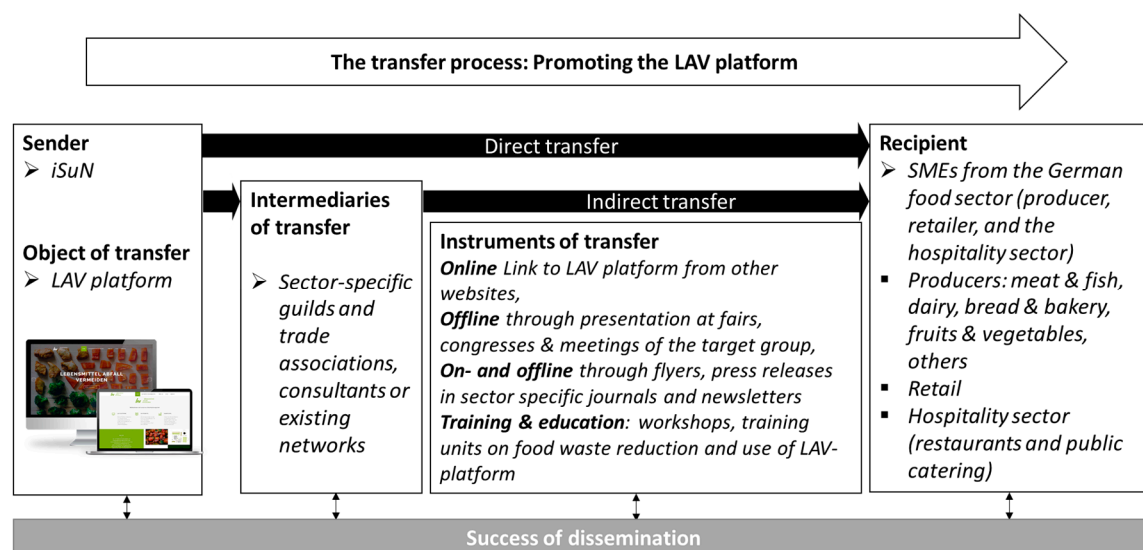 The transfer process: Promoting the LAV platform
Sender
➢ iSuN
Object of transfer
➢ LAV platform
LEBENSMITTEL ABFALL
VERMEIDEN
Direct transfer
Intermediaries
of transfer
➢ Sector-specific
guilds and
trade
associations,
consultants or
existing
networks
Indirect transfer
Instruments of transfer
Online Link to LAV platform from other
websites,
Offline through presentation at fairs,
congresses & meetings of the target group,
On- and offline through flyers, press releases
in sector specific journals and newsletters
Training & education: workshops, training
units on food waste reduction and use of LAV-
platform
Recipient
➢ SMEs from the German
food sector (producer,
retailer, and the
hospitality sector)
▪ Producers: meat & fish,
dairy, bread & bakery,
fruits & vegetables,
others
▪ Retail
▪ Hospitality sector
(restaurants and public
catering)
Success of dissemination